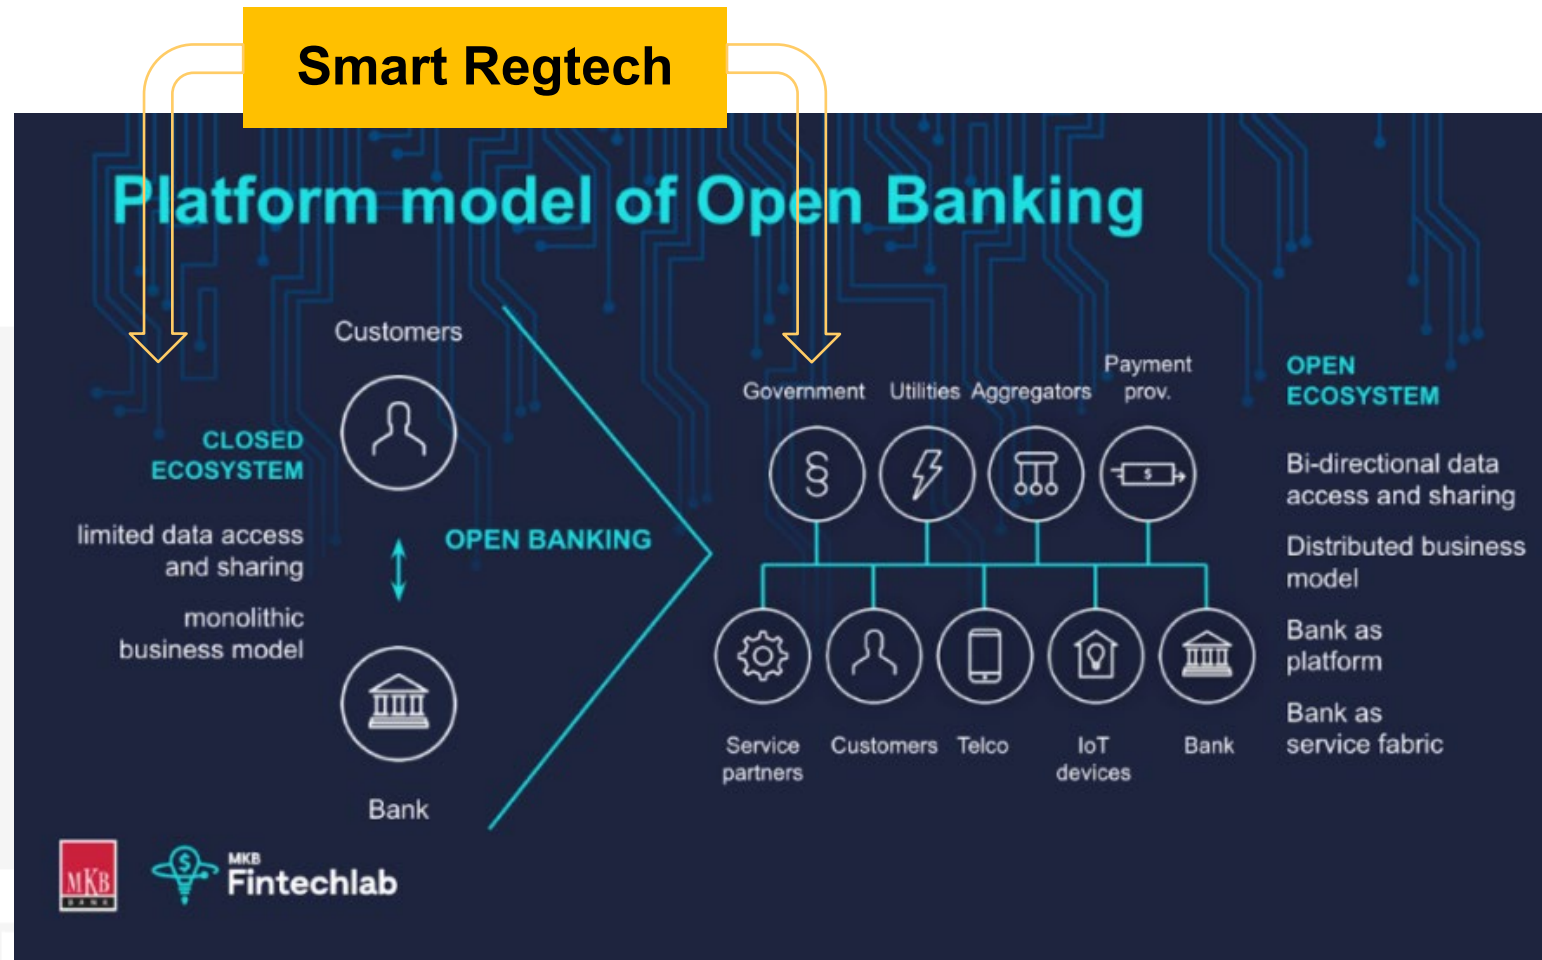 Smart Regtech
Platform model of Open Banking
Customers
CLOSED
ECOSYSTEM
limited data access
and sharing
monolithic
business model
OPEN BANKING
Bank
Government
Utilities
Aggregators
Payment
prov.
Service
partners
Customers
Telco
IoT
devices
Bank
OPEN
ECOSYSTEM
Bi-directional data
access and sharing
Distributed business
model
Bank as
platform
Bank as
service fabric
MKB
BANK
MKB
Fintechlab